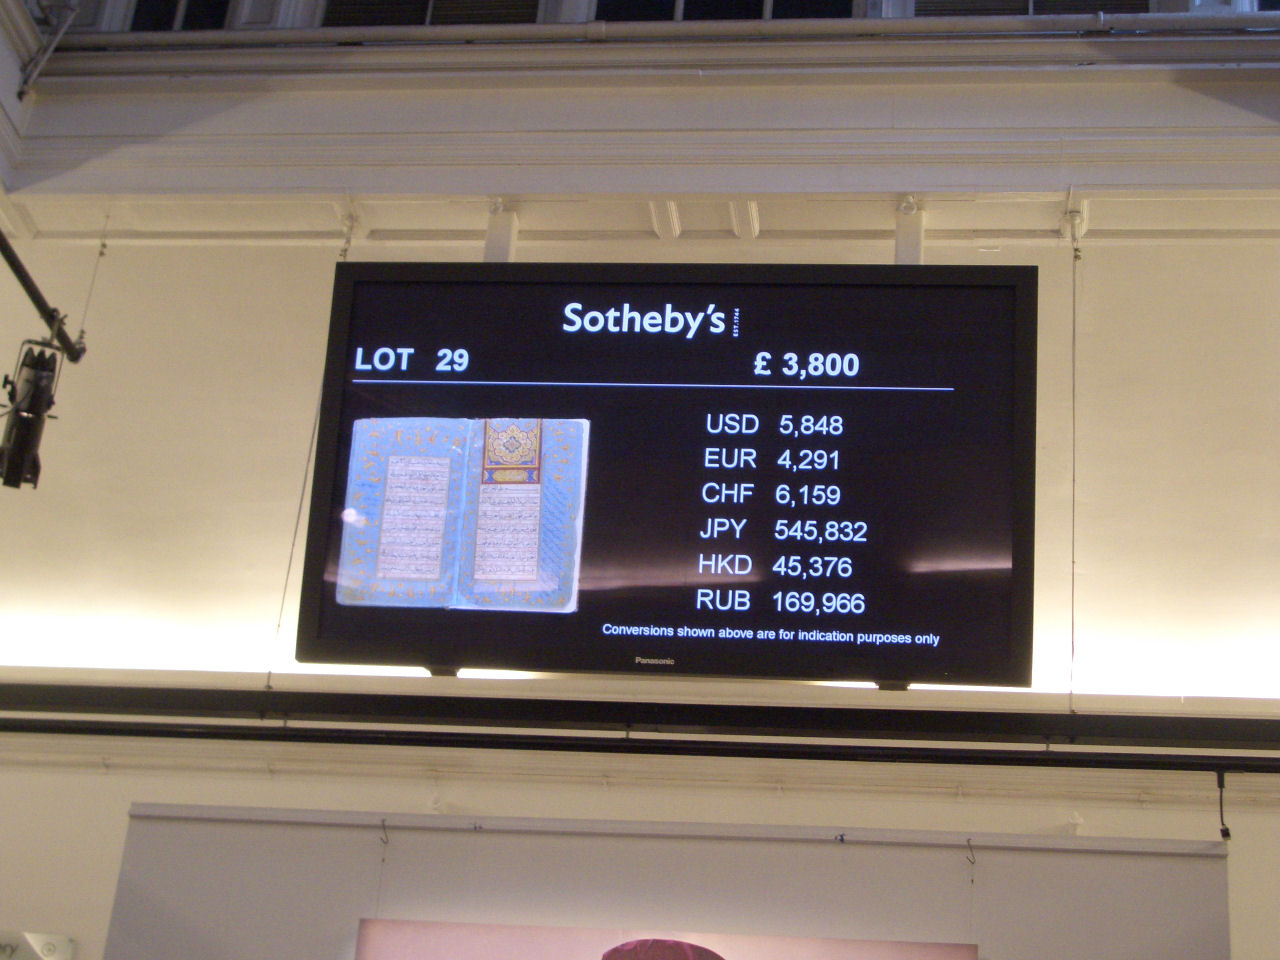 Sotheby's EST. 1744
LOT 29 £ 3,800
USD 5,848
EUR 4,291
CHF 6,159
JPY 545,832
HKD 45,376
RUB 169,966
Conversions shown above are for indication purposes only
Panasonic